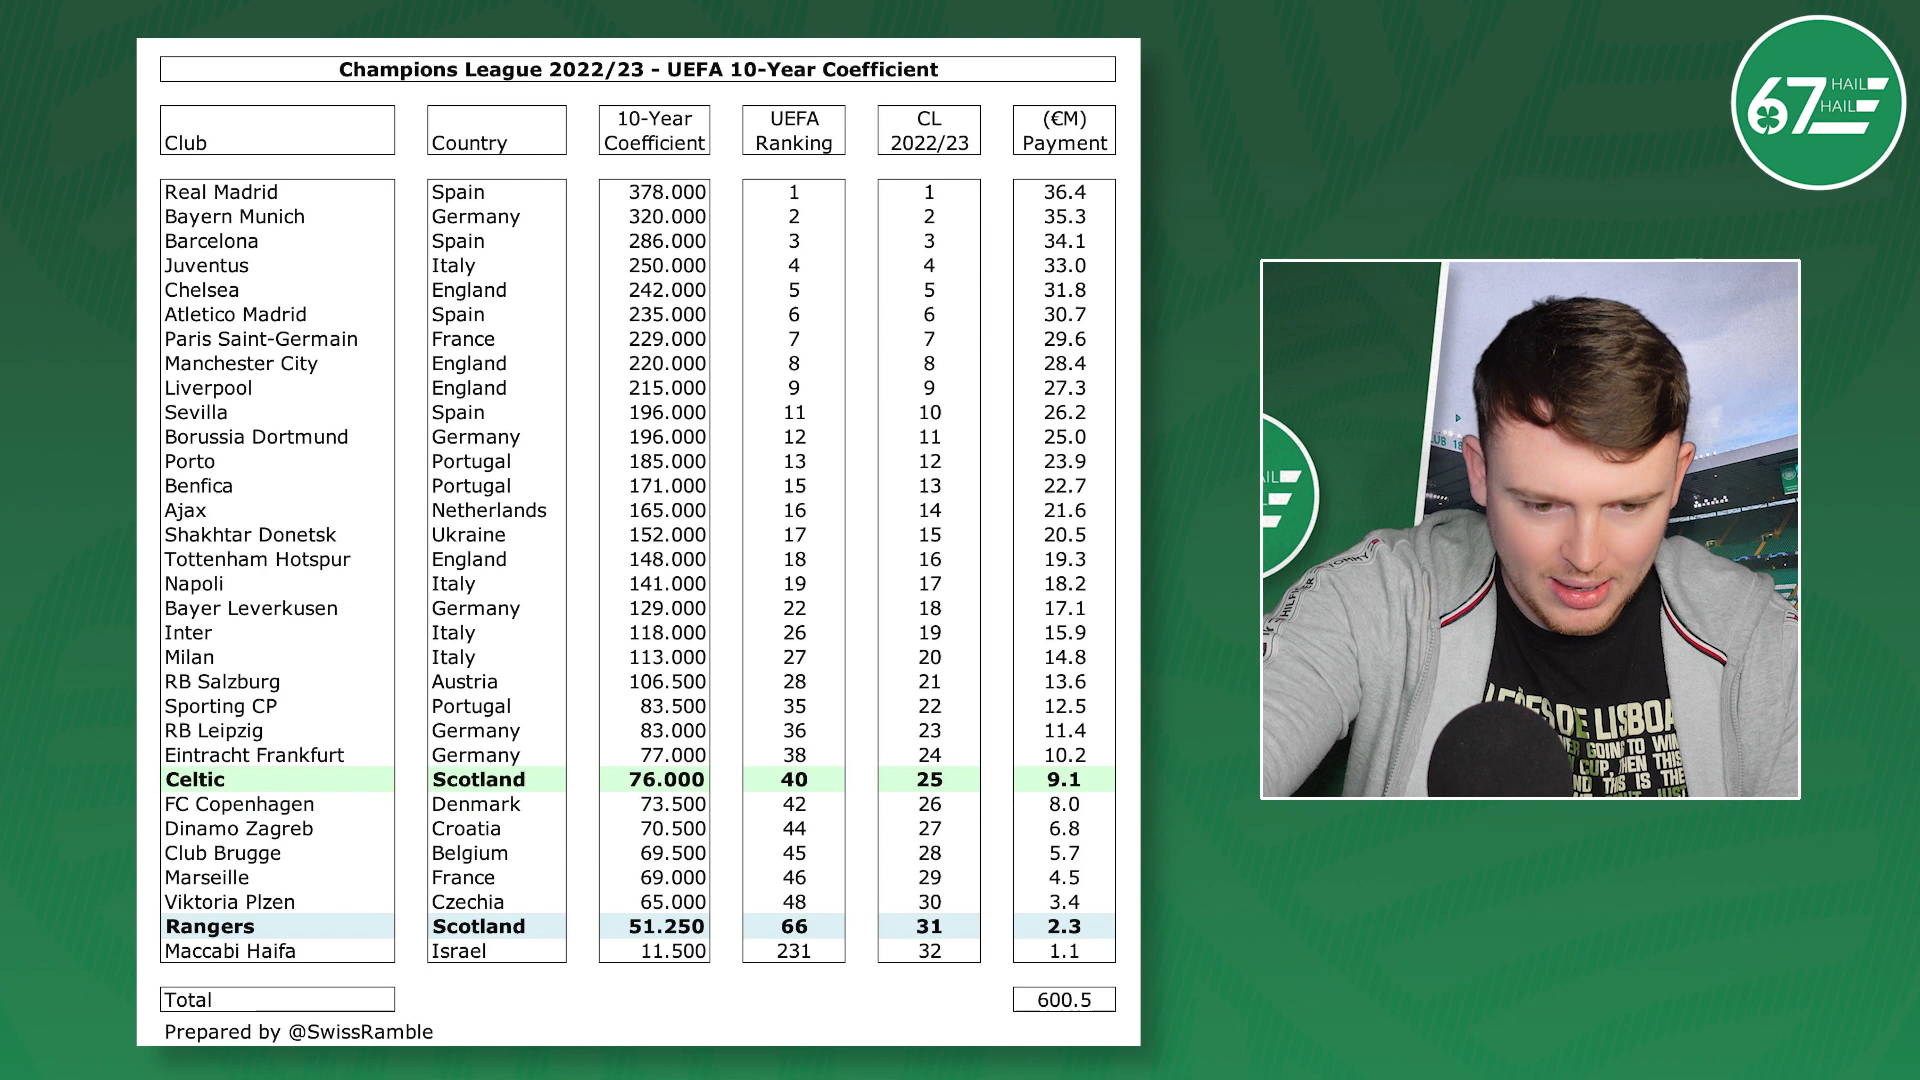 Champions League 2022/23 - UEFA 10-Year Coefficient
Club Country 10-Year Coefficient UEFA Ranking CL 2022/23 (€M) Payment
Real Madrid Spain 378.000 1 1 36.4
Bayern Munich Germany 320.000 2 2 35.3
Barcelona Spain 286.000 3 3 34.1
Juventus Italy 250.000 4 4 33.0
Chelsea England 242.000 5 5 31.8
Atletico Madrid Spain 235.000 6 6 30.7
Paris Saint-Germain France 229.000 7 7 29.6
Manchester City England 220.000 8 8 28.4
Liverpool England 215.000 9 9 27.3
Sevilla Spain 196.000 11 10 26.2
Borussia Dortmund Germany 196.000 12 11 25.0
Porto Portugal 185.000 13 12 23.9
Benfica Portugal 171.000 15 13 22.7
Ajax Netherlands 165.000 16 14 21.6
Shakhtar Donetsk Ukraine 152.000 17 15 20.5
Tottenham Hotspur England 148.000 18 16 19.3
Napoli Italy 141.000 19 17 18.2
Bayer Leverkusen Germany 129.000 22 18 17.1
Inter Italy 118.000 26 19 15.9
Milan Italy 113.000 27 20 14.8
RB Salzburg Austria 106.500 28 21 13.6
Sporting CP Portugal 83.500 35 22 12.5
RB Leipzig Germany 83.000 36 23 11.4
Eintracht Frankfurt Germany 77.000 38 24 10.2
Celtic Scotland 76.000 40 25 9.1
FC Copenhagen Denmark 73.500 42 26 8.0
Dinamo Zagreb Croatia 70.500 44 27 6.8
Club Brugge Belgium 69.500 45 28 5.7
Marseille France 69.000 46 29 4.5
Viktoria Plzen Czechia 65.000 48 30 3.4
Rangers Scotland 51.250 66 31 2.3
Maccabi Haifa Israel 11.500 231 32 1.1
Total 600.5
Prepared by @SwissRamble
67 HAIL HAIL
DE LISBOA
GOING TO WIN
CUP, THEN THIS
AND THIS IS THE